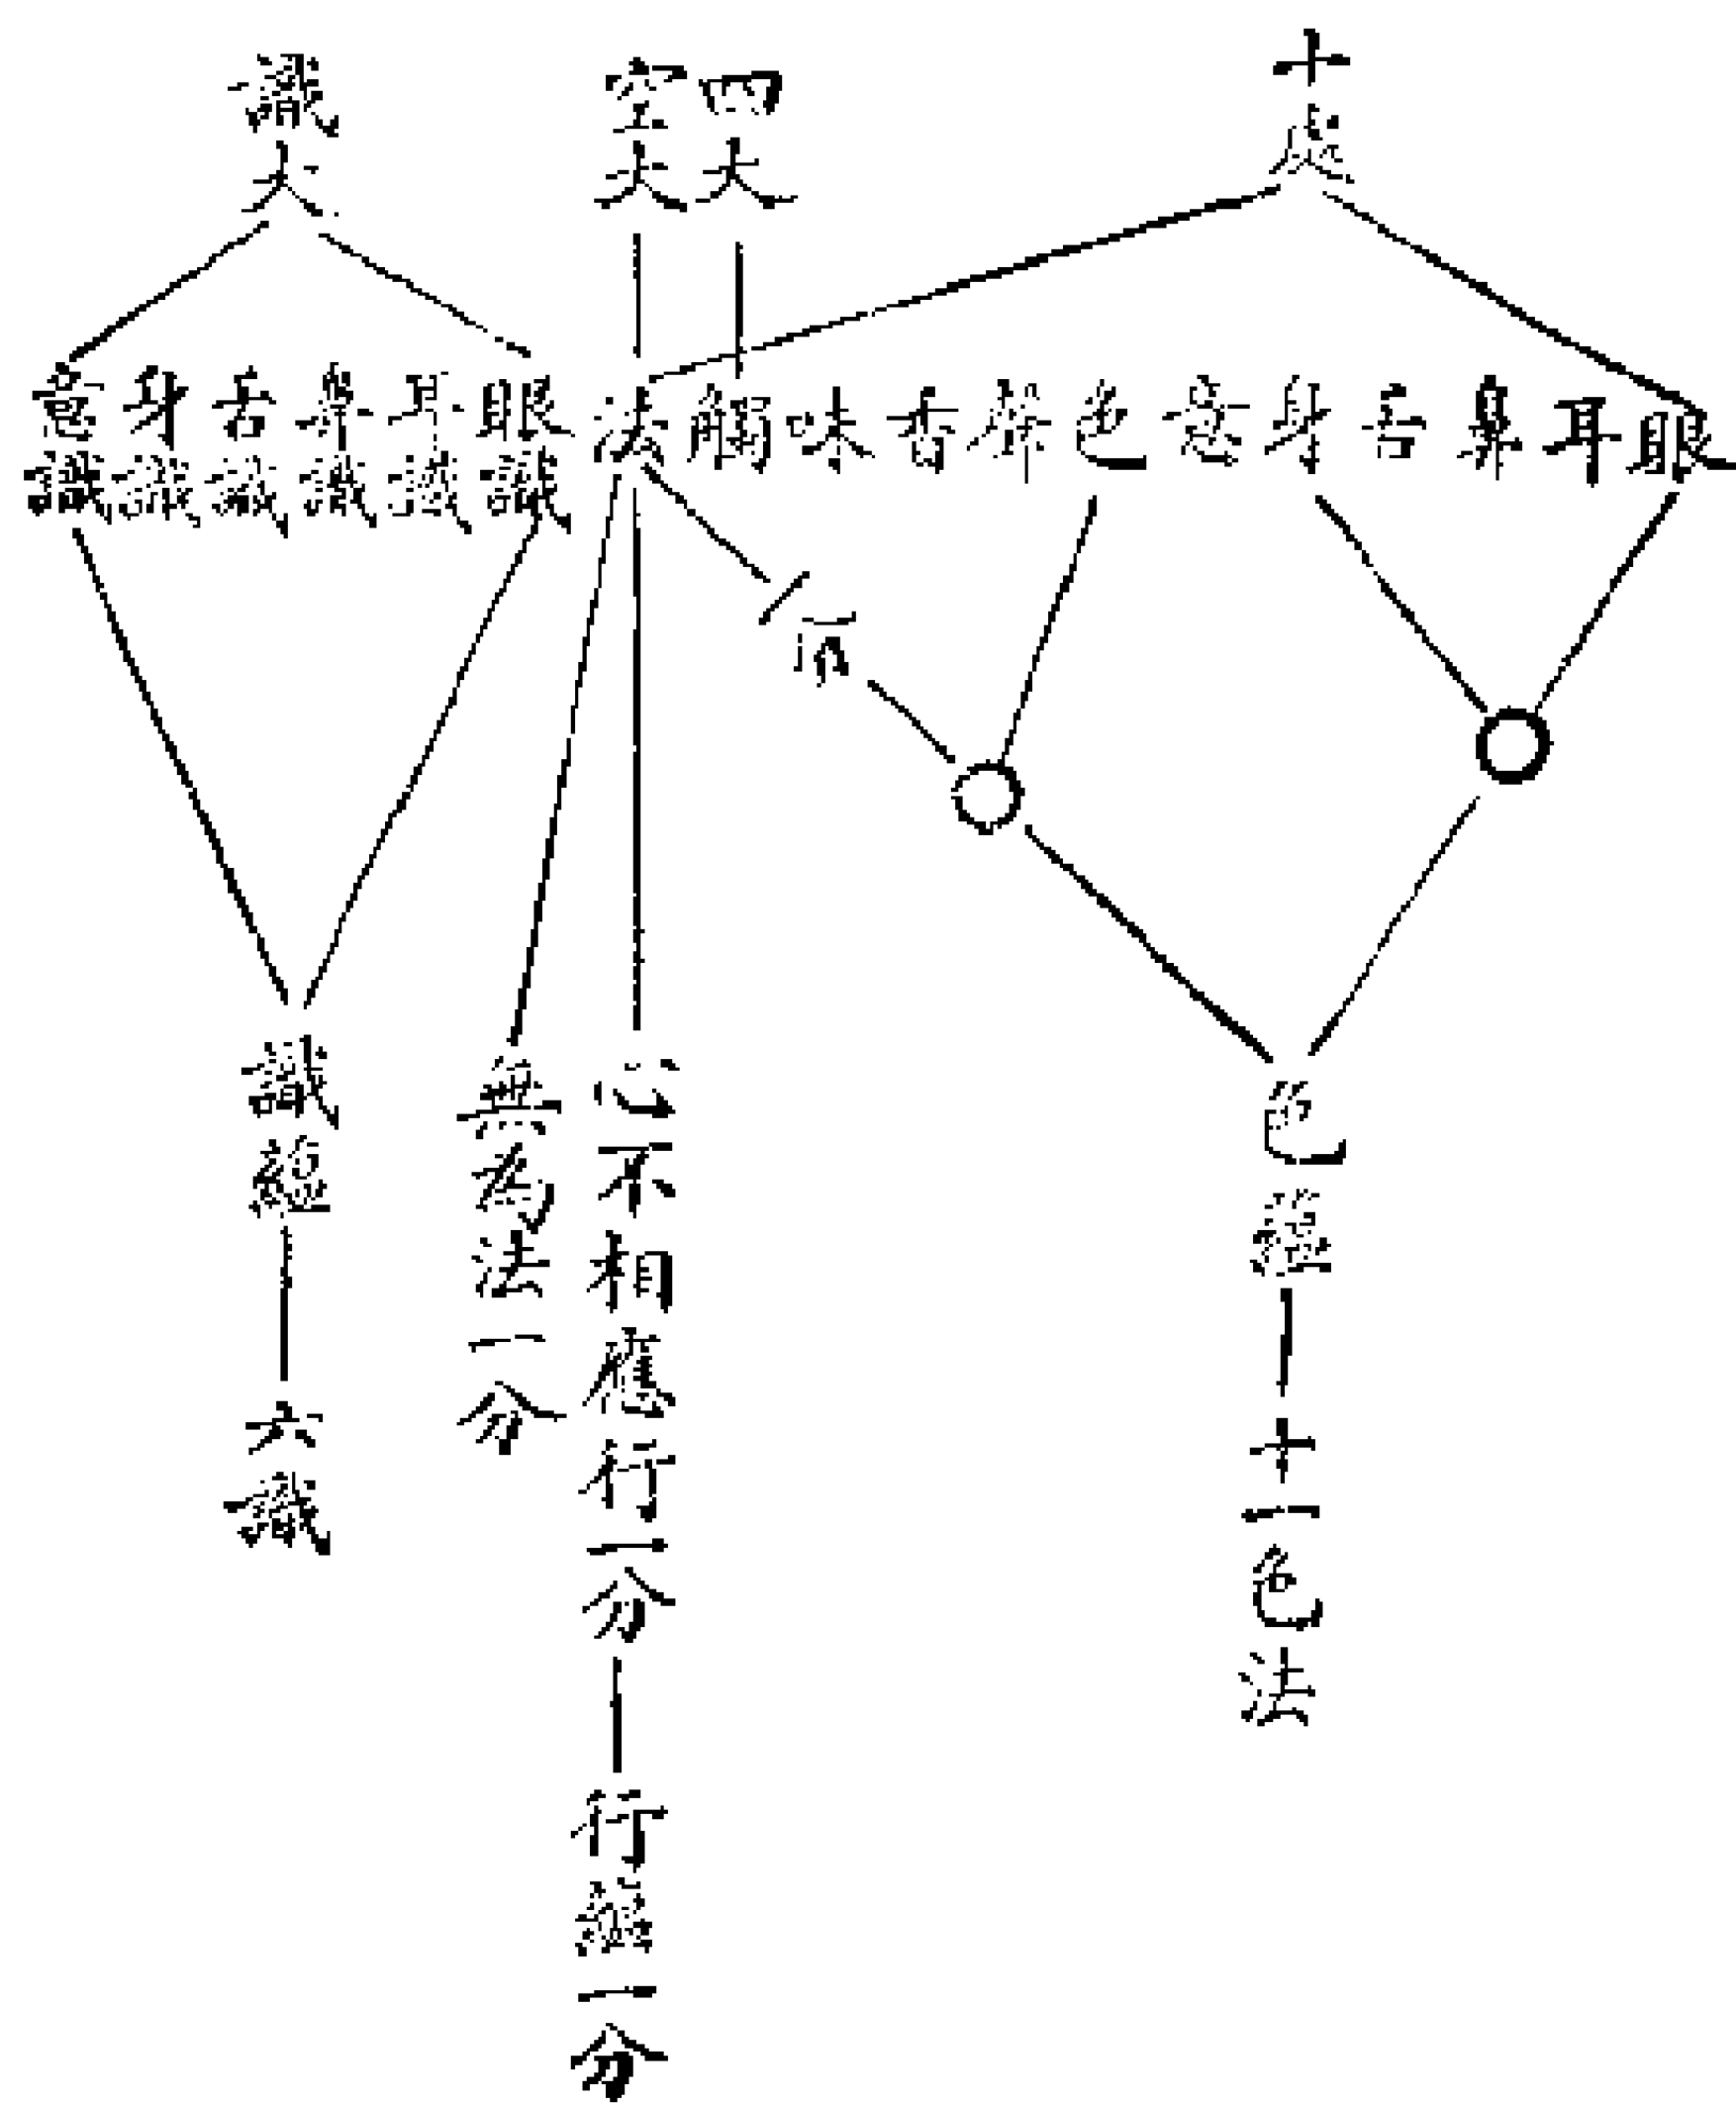 十處
四大
空大
識大
眼
耳
鼻
舌
身
意
色
聲
香
味
觸
法
眼識
耳識
鼻識
舌識
身識
意識
色蘊
十一色法
心不相應行一分
行蘊一分
無為法一分
識蘊
六識